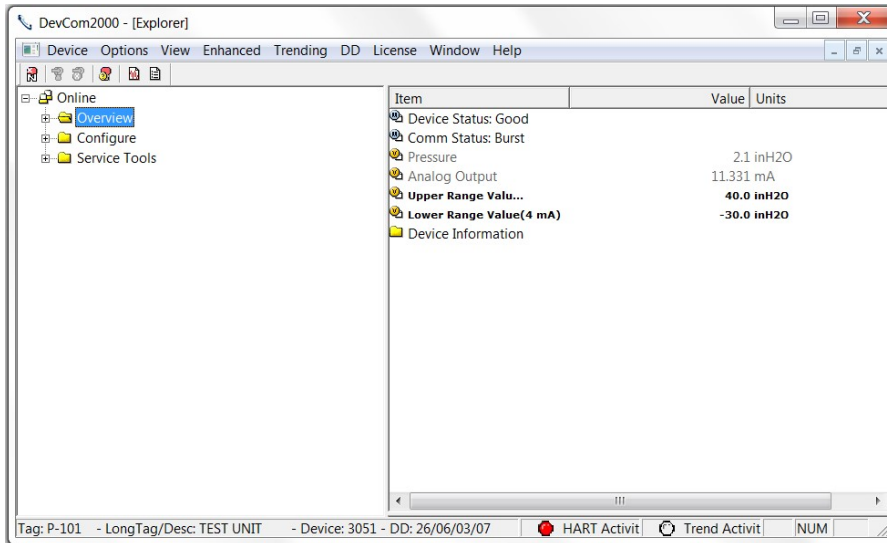 DevCom2000 - [Explorer]
Device Options View Enhanced Trending DD License Window Help
Online
Overview
Configure
Service Tools
Item Value Units
Device Status: Good
Comm Status: Burst
Pressure 2.1 inH2O
Analog Output 11.331 mA
Upper Range Valu... 40.0 inH2O
Lower Range Value(4 mA) -30.0 inH2O
Device Information
Tag: P-101 - LongTag/Desc: TEST UNIT - Device: 3051 - DD: 26/06/03/07 HART Activit Trend Activit NUM